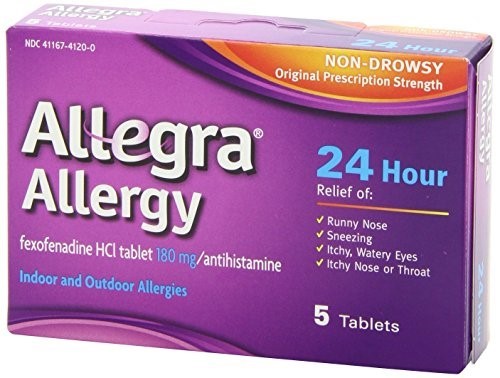 NDC 41167-4120-0
24 Hour
NON-DROWSY
Original Prescription Strength
Allegra®
Allergy
fexofenadine HCl tablet 180 mg/antihistamine
Indoor and Outdoor Allergies
24 Hour
Relief of:
✓ Runny Nose
✓ Sneezing
✓ Itchy, Watery Eyes
✓ Itchy Nose or Throat
5 Tablets
24 Hour